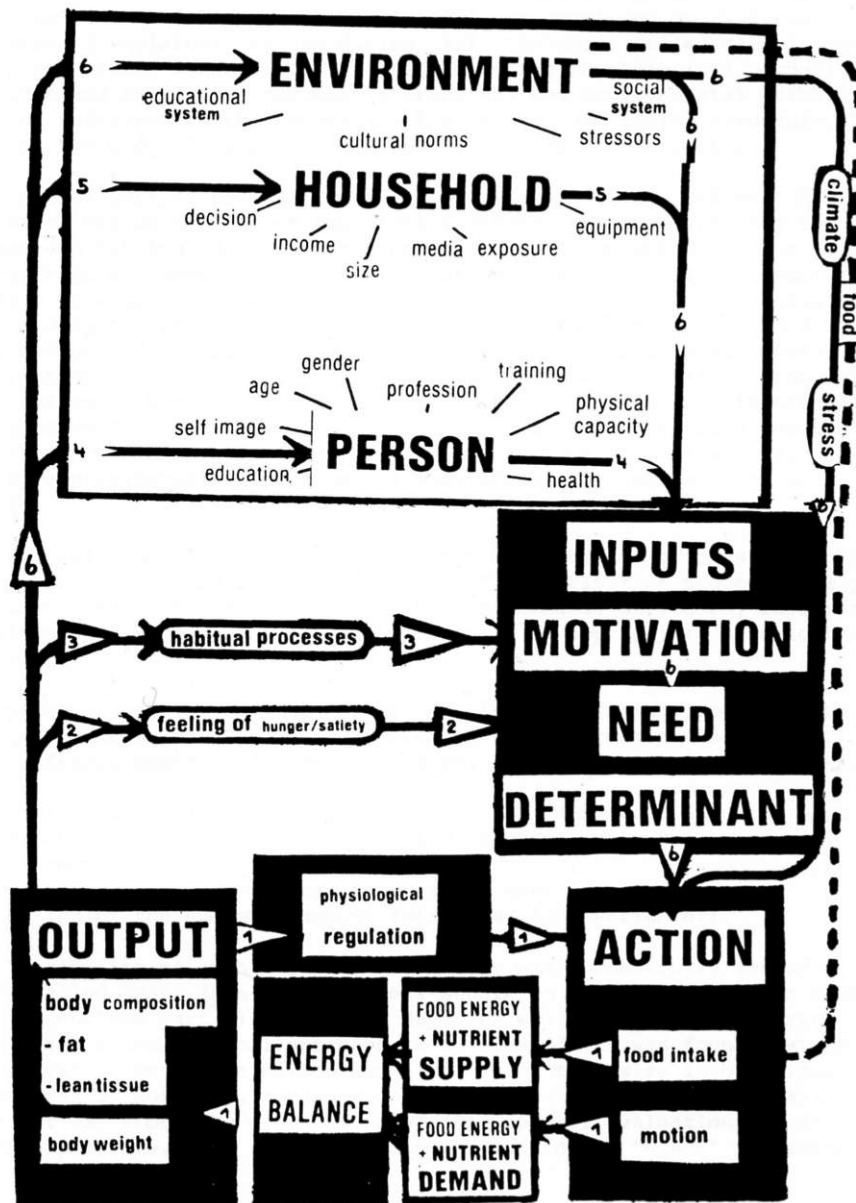 6 ENVIRONMENT 6
educational
system
social
system
cultural norms
stressors
6
5 HOUSEHOLD 5
decision
income
size
media exposure
equipment
climate
food
6
gender
age
profession
training
self image
physical
capacity
stress
4 PERSON 4
education
health
6
6
INPUTS
3 habitual processes 3
MOTIVATION
6
2 feeling of hunger/satiety 2
NEED
DETERMINANT
6
OUTPUT
1
physiological
regulation
1
ACTION
body composition
- fat
- lean tissue
body weight
1
ENERGY
BALANCE
FOOD ENERGY
+ NUTRIENT
SUPPLY
1
food intake
FOOD ENERGY
+ NUTRIENT
DEMAND
1
motion